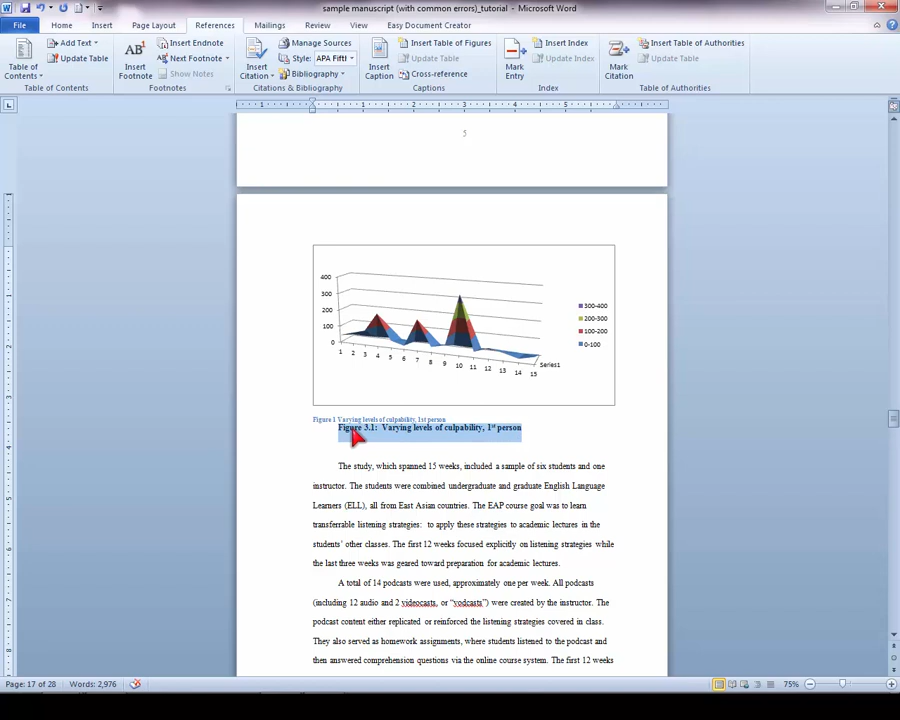 sample manuscript (with common errors)_tutorial - Microsoft Word
File Home Insert Page Layout References Mailings Review View Easy Document Creator
Table of Contents
Add Text
Update Table
Table of Contents
AB1
Insert Footnote
Insert Endnote
Next Footnote
Show Notes
Footnotes
Insert Citation
Manage Sources
Style: APA Fifth
Bibliography
Citations & Bibliography
Insert Caption
Insert Table of Figures
Update Table
Cross-reference
Captions
Mark Entry
Insert Index
Update Index
Index
Mark Citation
Insert Table of Authorities
Update Table
Table of Authorities
1 1 2 3 4 5
5
400
300
200
100
0
1 2 3 4 5 6 7 8 9 10 11 12 13 14 15
Series1
300-400
200-300
100-200
0-100
Figure 1 Varying levels of culpability, 1st person
Figure 3.1: Varying levels of culpability, 1st person
The study, which spanned 15 weeks, included a sample of six students and one
instructor. The students were combined undergraduate and graduate English Language
Learners (ELL), all from East Asian countries. The EAP course goal was to learn
transferrable listening strategies: to apply these strategies to academic lectures in the
students' other classes. The first 12 weeks focused explicitly on listening strategies while
the last three weeks was geared toward preparation for academic lectures.
A total of 14 podcasts were used, approximately one per week. All podcasts
(including 12 audio and 2 videocasts, or "vodcasts") were created by the instructor. The
podcast content either replicated or reinforced the listening strategies covered in class.
They also served as homework assignments, where students listened to the podcast and
then answered comprehension questions via the online course system. The first 12 weeks
Page: 17 of 28 Words: 2,976 75%